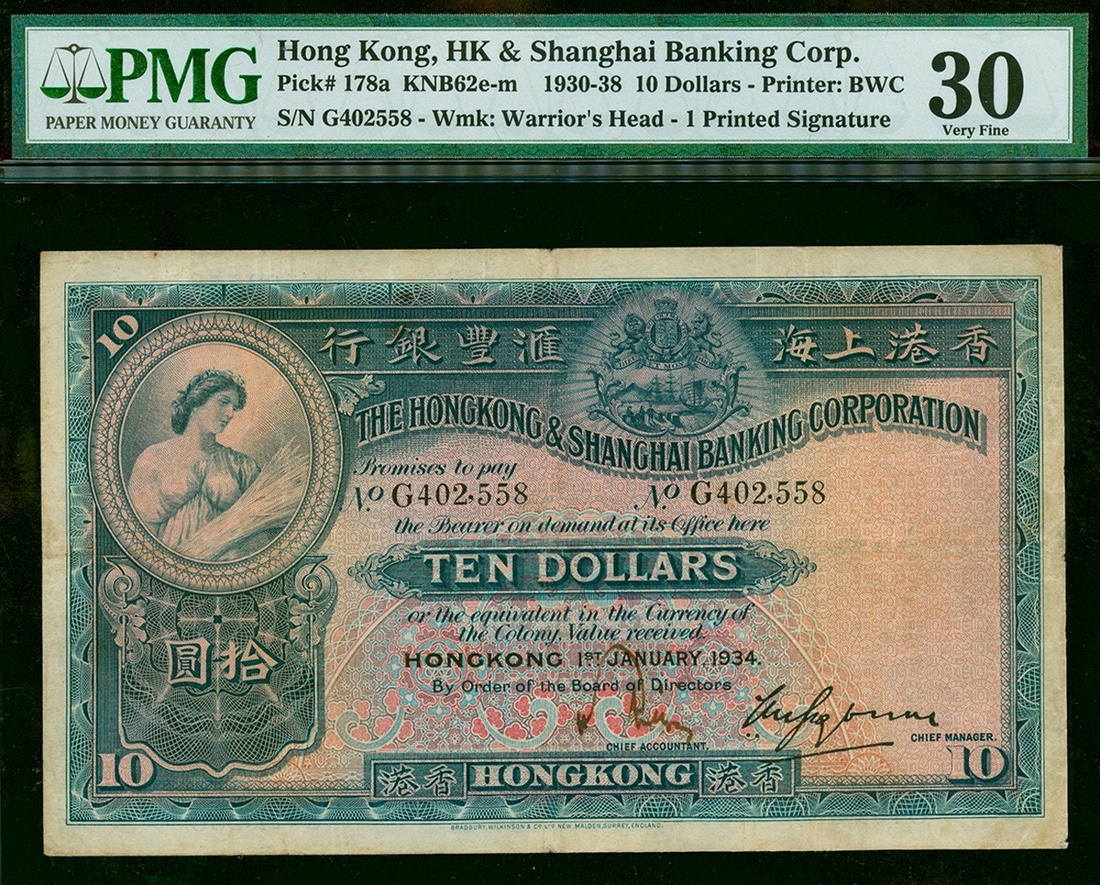 PMG
PAPER MONEY GUARANTY
Hong Kong, HK & Shanghai Banking Corp.
Pick# 178a KNB62e-m 1930-38 10 Dollars - Printer: BWC
S/N G402558 - Wmk: Warrior's Head - 1 Printed Signature
30
Very Fine
10
行銀豐滙 海上港香
THE HONGKONG & SHANGHAI BANKING CORPORATION
Promises to pay
No. G402,558 No. G402,558
the Bearer on demand at its Office here
TEN DOLLARS
or the equivalent in the Currency of
the Colony, Value received.
圓拾
HONGKONG 1ST JANUARY, 1934.
By Order of the Board of Directors
CHIEF ACCOUNTANT.
CHIEF MANAGER.
10 港香 HONGKONG 港香 10
BRADBURY, WILKINSON & CO. LTD. NEW MALDEN, SURREY, ENGLAND.